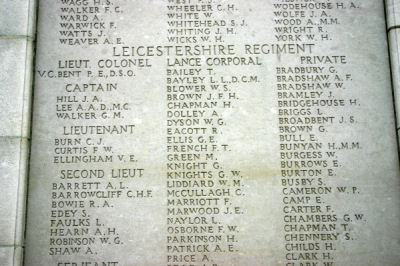 WAGG H.S. WEST F.J.
WALKER F.C. WHEELER C.H. WODEHOUSE H.A.
WARD A. WHITE W. WOLFE J.A.
WARWICK F. WHITEHEAD S.J. WOOD A. M.M.
WATTS J. WHITING J.H. WRIGHT R.
WEAVER A.E. WICKS W.H. YORK W.H.
LEICESTERSHIRE REGIMENT
LIEUT. COLONEL
V.C. BENT P.E., D.S.O.
CAPTAIN
HILL J.A.
LEE A. A.D., M.C.
WALKER G.M.
LIEUTENANT
BURN C.J.
CURTIS F.W.
ELLINGHAM V.E.
SECOND LIEUT
BARRETT A.L.
BARROWCLIFF C.H.F.
BOWIE R.A.
EDEY S.
FAULKS L.
HEARN A.H.
ROBINSON W.G.
SHAW A.
SERJEANT
LANCE CORPORAL
BAILEY T.
BAYLEY L.L., D.C.M.
BLOWER W.S.
BROWN J.F.H.
CHAPMAN H.
DOLLEY A.
DYSON W.G.
EACOTT R.
ELLIS G.E.
FRENCH F.T.
GREEN M.
KNIGHT G.
KNIGHTS G.W.
LIDDIARD W.M.
McCULLAGH C.
MARRIOTT F.
MARWOOD J.E.
NAYLOR L.
OSBORNE F.W.
PARKINSON H.
PATRICK A.E.
PRICE A.
PRIVATE
BRADBURY G.
BRADSHAW A.F.
BRADSHAW W.
BRAMLEY J.
BRIDGEHOUSE H.
BRIGGS L.
BROADBENT J.S.
BROWN G.
BULL E.
BUNYAN H., M.M.
BURGESS W.
BURROWS E.
BURTON E.
BUSBY S.
CAMERON W.P.
CAMP E.
CARTER F.
CHAMBERS G.W.
CHAPMAN T.
CHENNERY S.
CHILDS H.
CLARK H.
CLARK W.